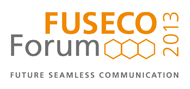 FUSECO
Forum
2013
FUTURE SEAMLESS COMMUNICATION